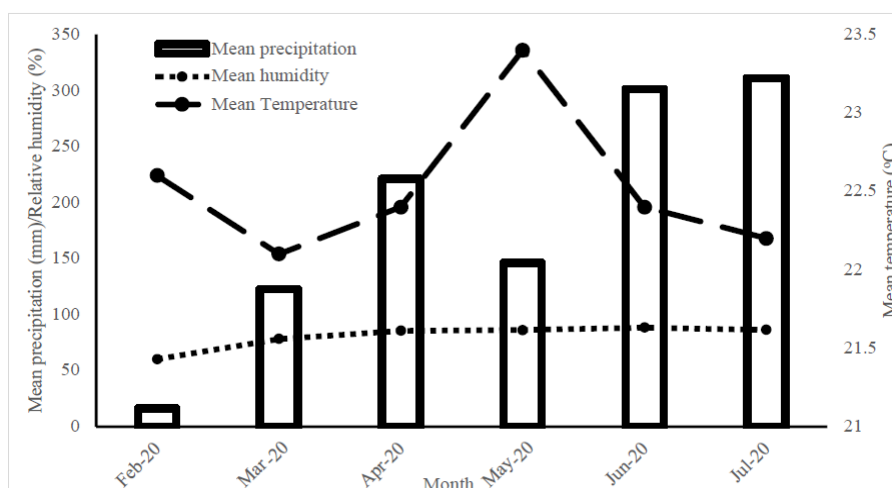 Mean precipitation (mm)/Relative humidity (%)
350
300
250
200
150
100
50
0
Mean precipitation
Mean humidity
Mean Temperature
23.5
23
22.5
22
21.5
21
Mean temperature (°C)
Feb-20
Mar-20
Apr-20
May-20
Jun-20
Jul-20
Month